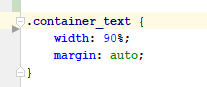 .container_text {
    width: 90%;
    margin: auto;
}